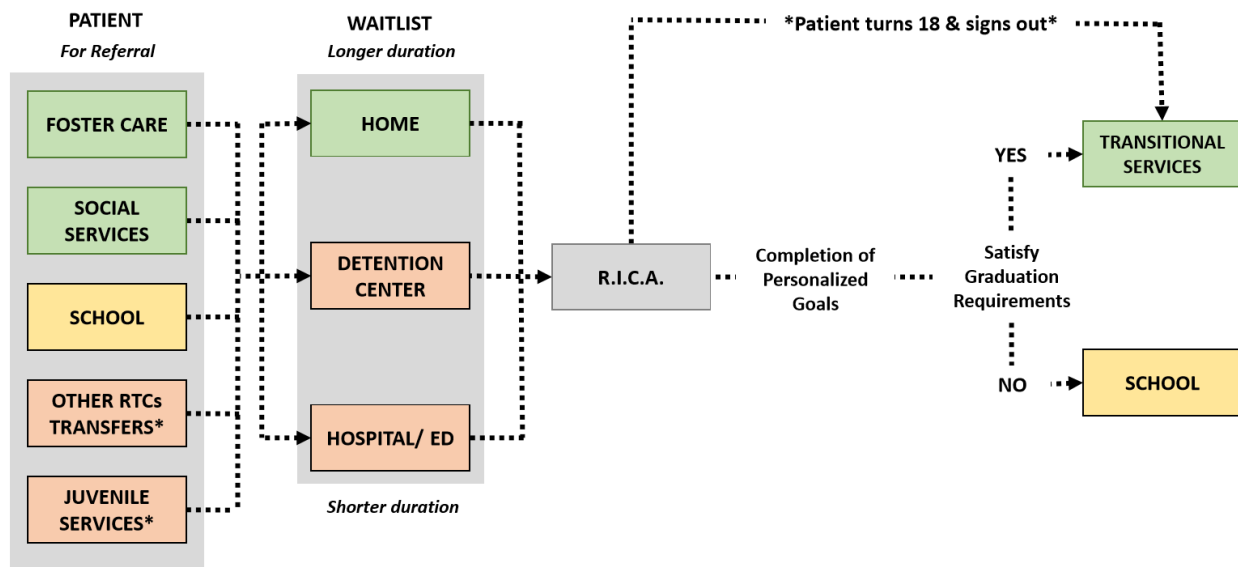 PATIENT
For Referral
FOSTER CARE
SOCIAL
SERVICES
SCHOOL
OTHER RTCs
TRANSFERS*
JUVENILE
SERVICES*
WAITLIST
Longer duration
HOME
DETENTION
CENTER
HOSPITAL/ ED
Shorter duration
R.I.C.A.
*Patient turns 18 & signs out*
Completion of
Personalized
Goals
Satisfy
Graduation
Requirements
YES
TRANSITIONAL
SERVICES
NO
SCHOOL